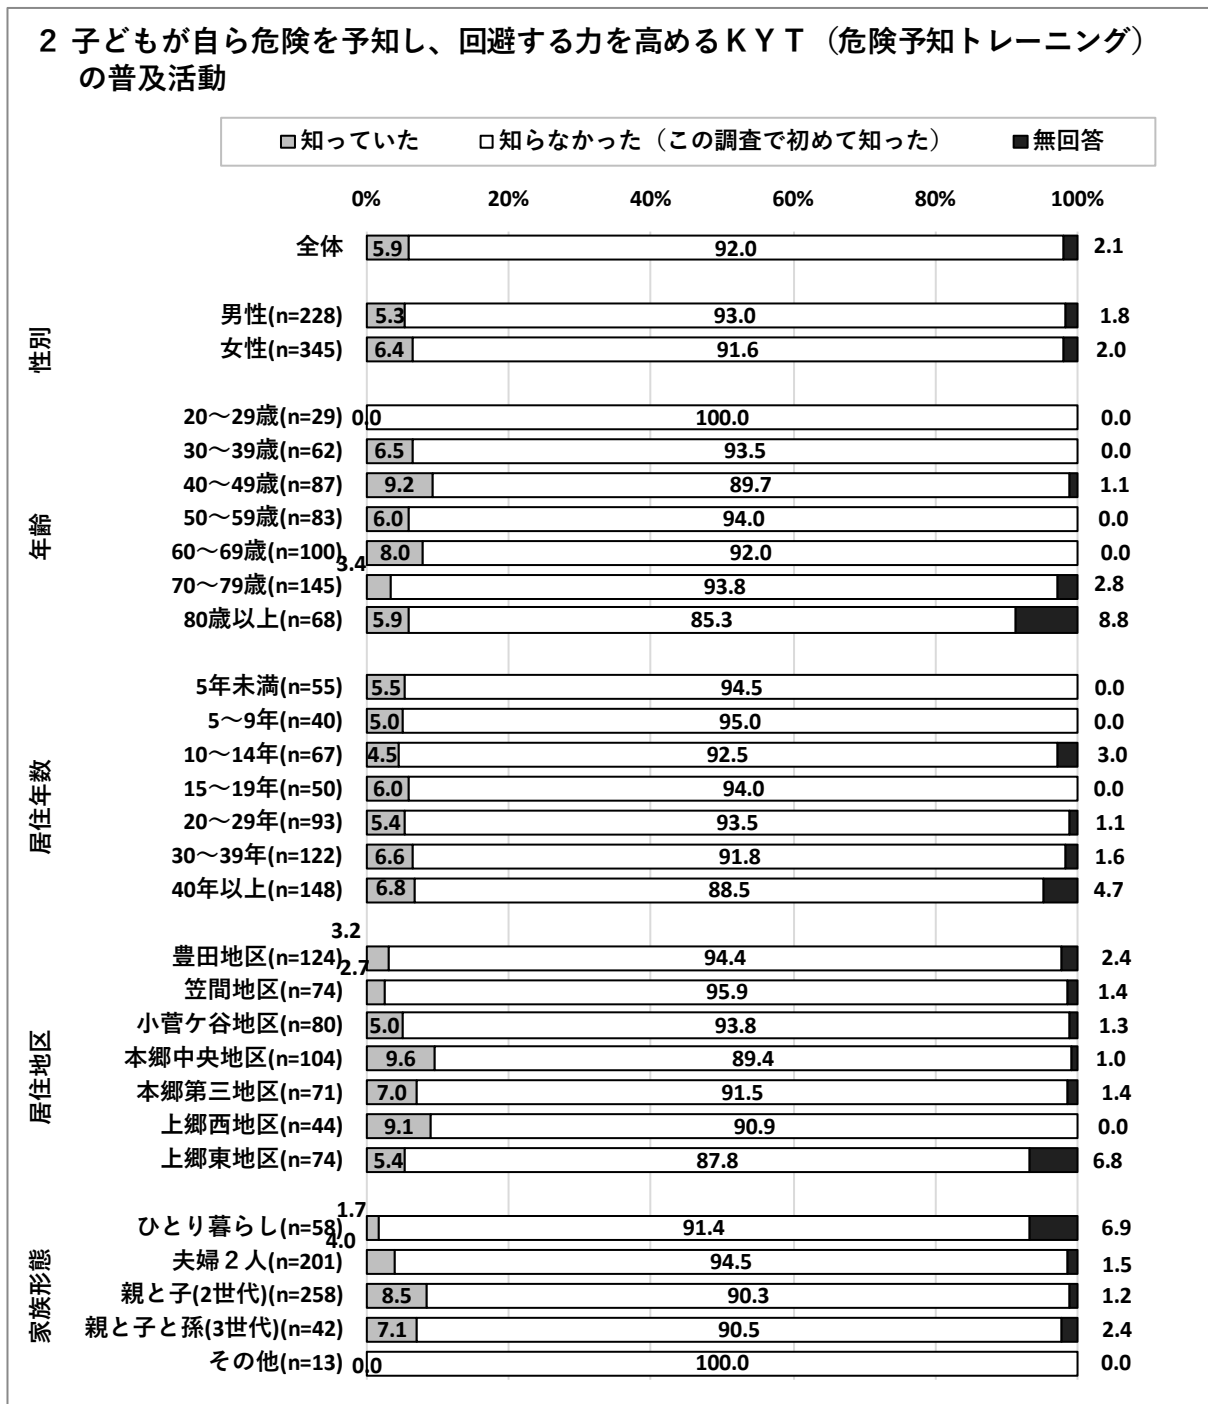 2 子どもが自ら危険を予知し、回避する力を高めるＫＹＴ（危険予知トレーニング）
の普及活動
知っていた 知らなかった（この調査で初めて知った） 無回答
0% 20% 40% 60% 80% 100%
全体 5.9 92.0 2.1
性別
男性(n=228) 5.3 93.0 1.8
女性(n=345) 6.4 91.6 2.0
年齢
20～29歳(n=29) 0.0 100.0 0.0
30～39歳(n=62) 6.5 93.5 0.0
40～49歳(n=87) 9.2 89.7 1.1
50～59歳(n=83) 6.0 94.0 0.0
60～69歳(n=100) 8.0 92.0 0.0
70～79歳(n=145) 3.4 93.8 2.8
80歳以上(n=68) 5.9 85.3 8.8
居住年数
5年未満(n=55) 5.5 94.5 0.0
5～9年(n=40) 5.0 95.0 0.0
10～14年(n=67) 4.5 92.5 3.0
15～19年(n=50) 6.0 94.0 0.0
20～29年(n=93) 5.4 93.5 1.1
30～39年(n=122) 6.6 91.8 1.6
40年以上(n=148) 6.8 88.5 4.7
居住地区
豊田地区(n=124) 3.2 94.4 2.4
笠間地区(n=74) 2.7 95.9 1.4
小菅ケ谷地区(n=80) 5.0 93.8 1.3
本郷中央地区(n=104) 9.6 89.4 1.0
本郷第三地区(n=71) 7.0 91.5 1.4
上郷西地区(n=44) 9.1 90.9 0.0
上郷東地区(n=74) 5.4 87.8 6.8
家族形態
ひとり暮らし(n=58) 1.7 91.4 6.9
夫婦２人(n=201) 4.0 94.5 1.5
親と子(2世代)(n=258) 8.5 90.3 1.2
親と子と孫(3世代)(n=42) 7.1 90.5 2.4
その他(n=13) 0.0 100.0 0.0